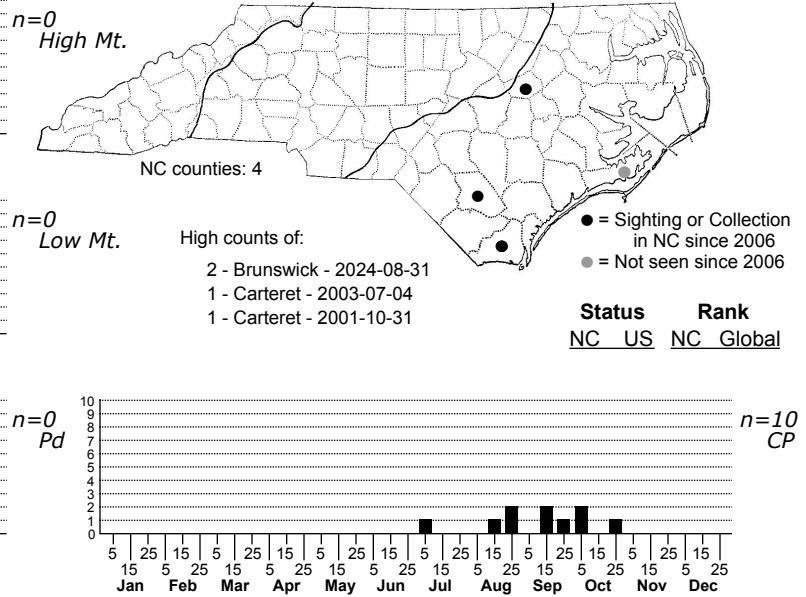 n=0
High Mt.
NC counties: 4
n=0
Low Mt.
High counts of:
2 - Brunswick - 2024-08-31
1 - Carteret - 2003-07-04
1 - Carteret - 2001-10-31
= Sighting or Collection
in NC since 2006
= Not seen since 2006
Status Rank
NC US NC Global
n=0
Pd
n=10
CP
10
9
8
7
6
5
4
3
2
1
0
5 25 15 5 25 15 5 25 15 5 25 15 5 25 15 5 25 15
15 5 25 15 5 25 15 5 25 15 5 25 15 5 25 15 5 25
Jan Feb Mar Apr May Jun Jul Aug Sep Oct Nov Dec